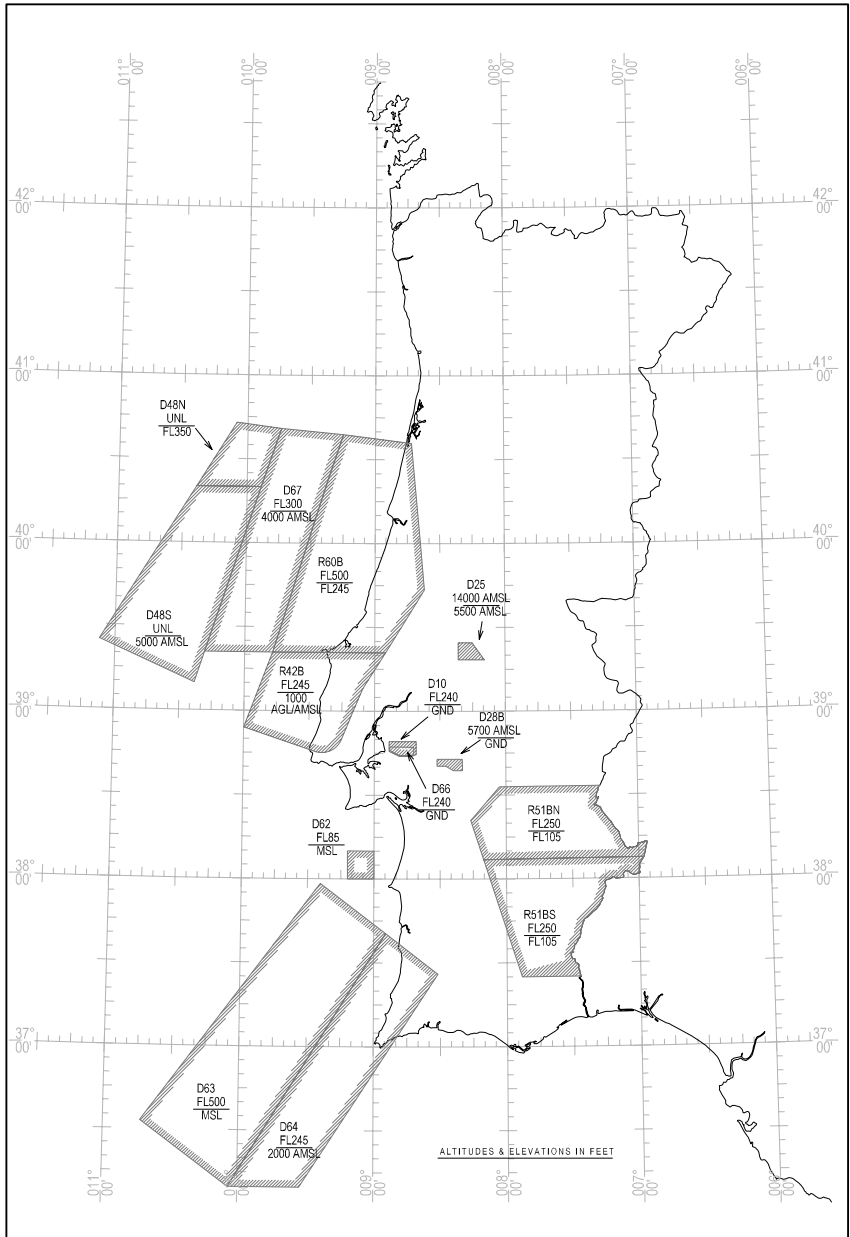 011°
00'
010°
00'
009°
00'
008°
00'
007°
00'
006°
00'
42°
00'
42°
00'
41°
00'
41°
00'
D48N
UNL
FL350
D67
FL300
4000 AMSL
40°
00'
40°
00'
R60B
FL500
FL245
D25
14000 AMSL
5500 AMSL
D48S
UNL
5000 AMSL
R42B
FL245
1000
AGL/AMSL
D10
FL240
GND
39°
00'
39°
00'
D28B
5700 AMSL
GND
D66
FL240
GND
R51BN
FL250
FL105
D62
FL85
MSL
38°
00'
38°
00'
R51BS
FL250
FL105
37°
00'
37°
00'
D63
FL500
MSL
D64
FL245
2000 AMSL
ALTITUDES & ELEVATIONS IN FEET
011°
00'
010°
00'
009°
00'
008°
00'
007°
00'
006°
00'